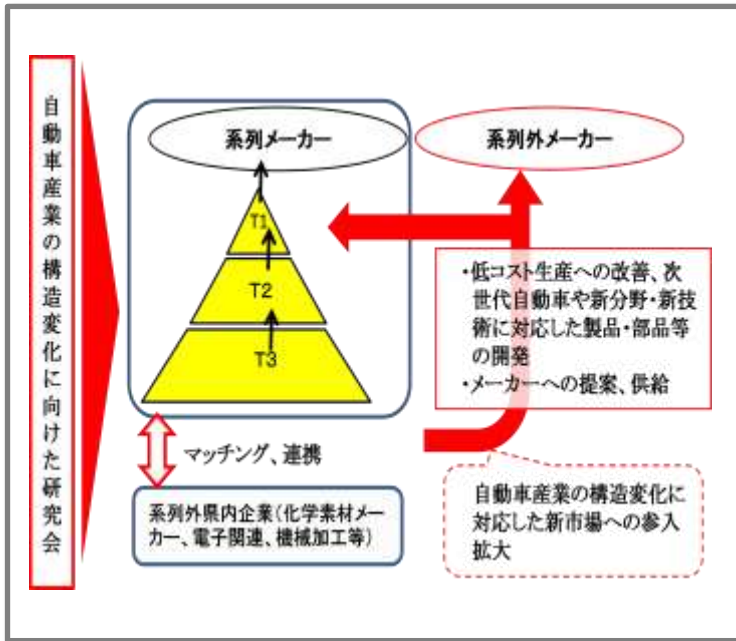 自動車産業の構造変化に向けた研究会
系列メーカー
系列外メーカー
T1
T2
T3
・低コスト生産への改善、次
世代自動車や新分野・新技
術に対応した製品・部品等
の開発
・メーカーへの提案、供給
マッチング、連携
系列外県内企業(化学素材メー
カー、電子関連、機械加工等)
自動車産業の構造変化に
対応した新市場への参入
拡大